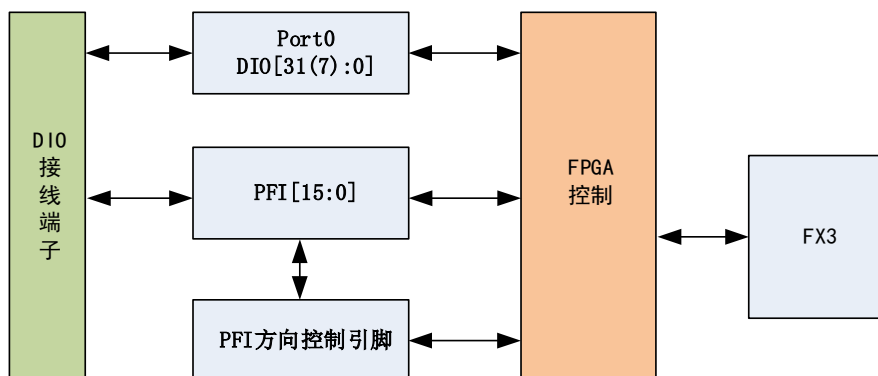 DIO
接
线
端
子
Port0
DIO[31(7):0]
PFI[15:0]
PFI方向控制引脚
FPGA
控制
FX3